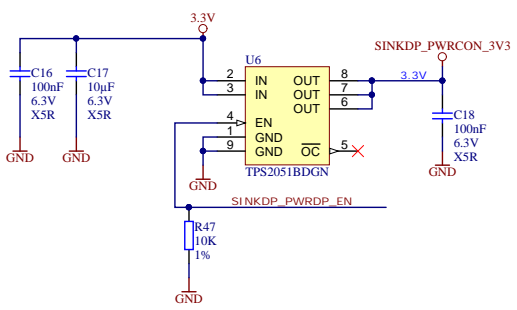 3.3V
SINKDP_PWRCON_3V3
U6
C16
100nF
6.3V
X5R
C17
10µF
6.3V
X5R
2 IN OUT 8
3 IN OUT 7
OUT 6
4 EN
1 GND
9 GND OC 5
TPS2051BDGN
3.3V
C18
100nF
6.3V
X5R
GND
GND
GND
GND
SINKDP_PWRDP_EN
R47
10K
1%
GND